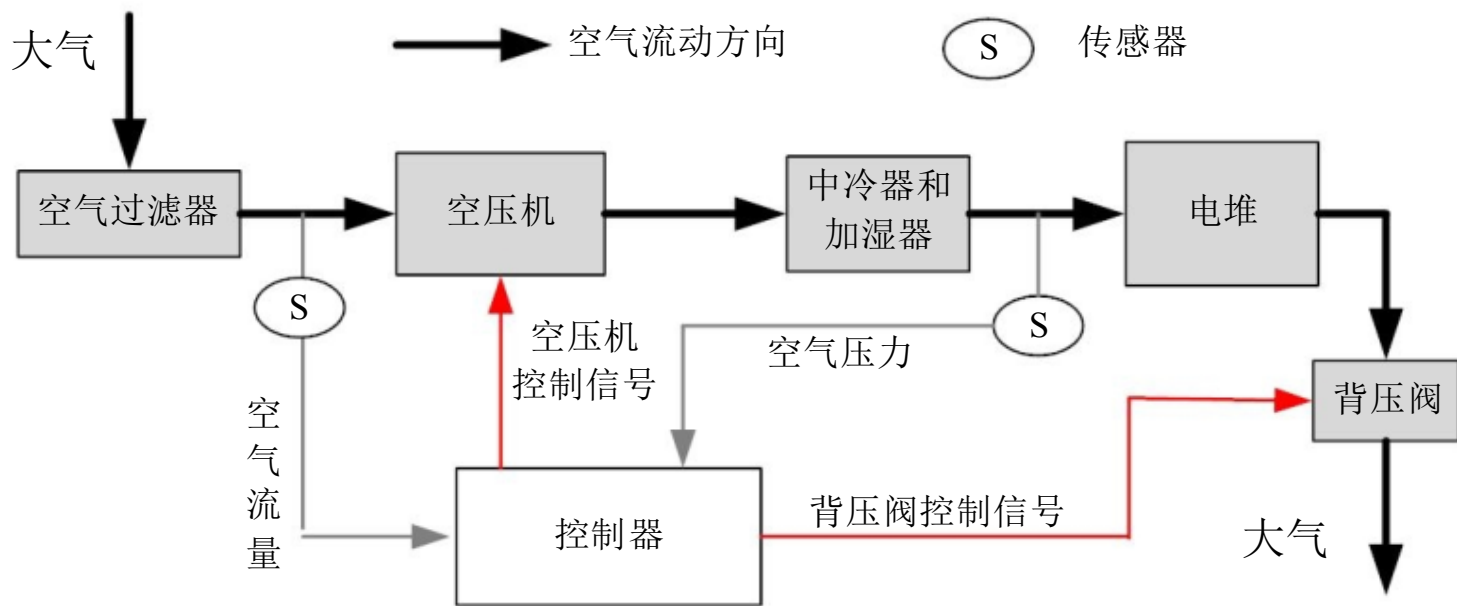 大气
空气流动方向
S
传感器
空气过滤器
空压机
中冷器和
加湿器
电堆
S
S
空压机
控制信号
空气压力
背压阀
空气流量
控制器
背压阀控制信号
大气